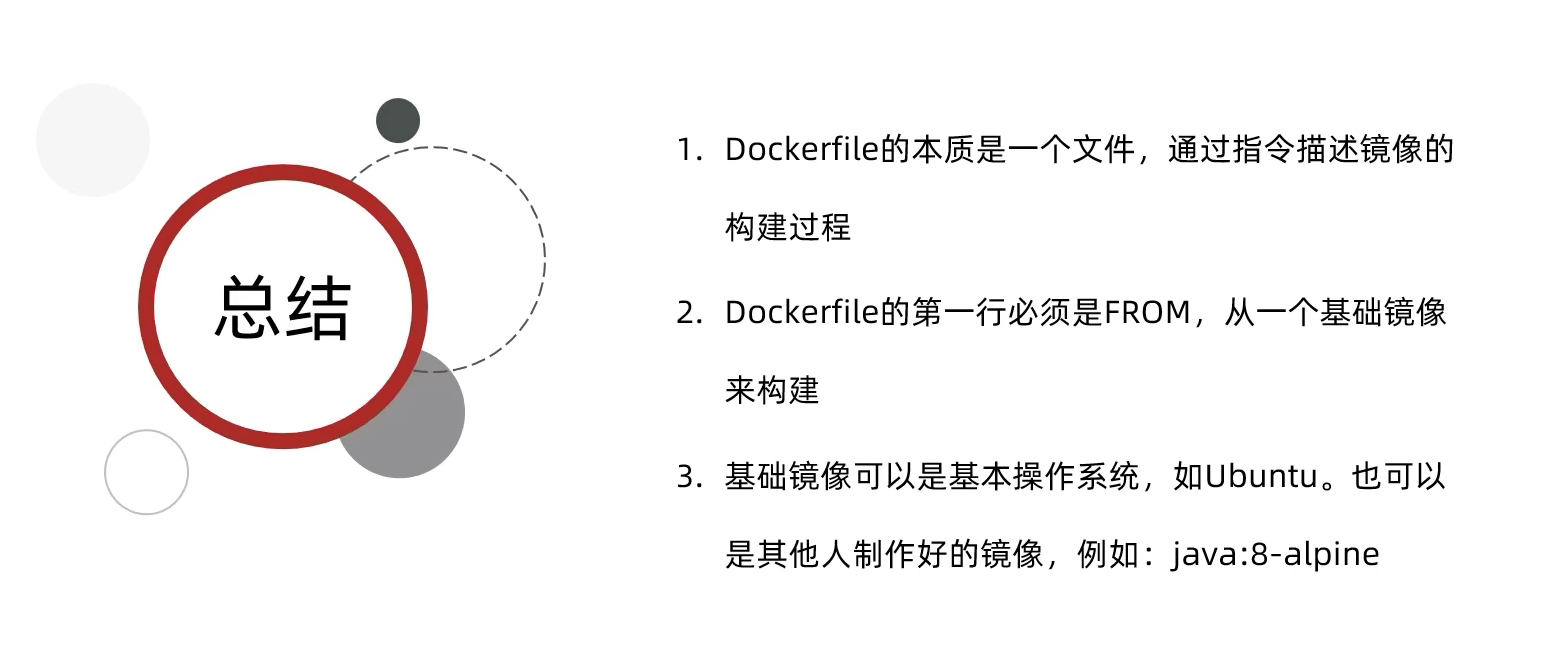 总结
1. Dockerfile的本质是一个文件，通过指令描述镜像的
构建过程
2. Dockerfile的第一行必须是FROM，从一个基础镜像
来构建
3. 基础镜像可以是基本操作系统，如Ubuntu。也可以
是其他人制作好的镜像，例如：java:8-alpine